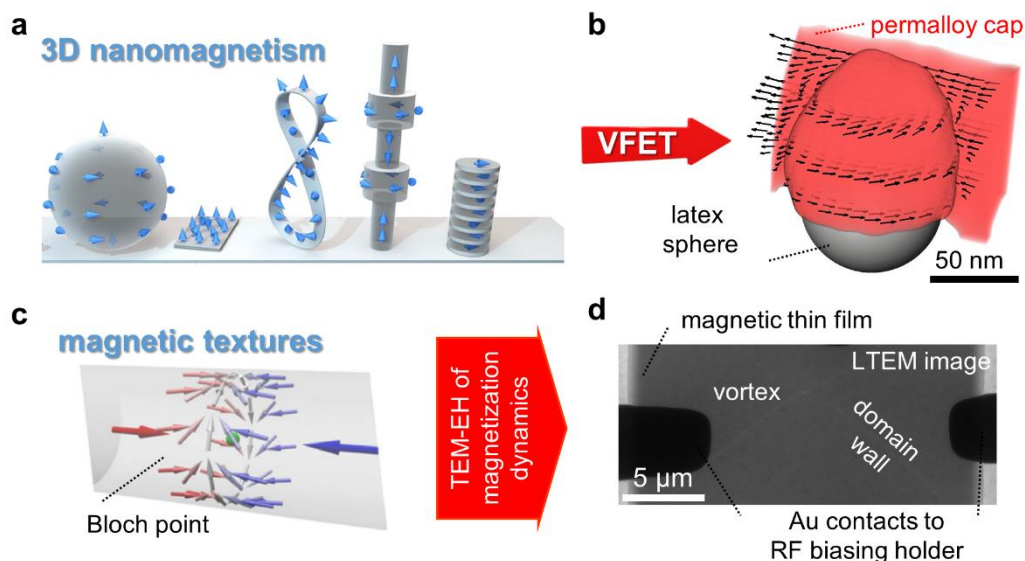 a
3D nanomagnetism
b
permalloy cap
VFET
latex
sphere
50 nm
c
magnetic textures
Bloch point
TEM-EH of
magnetization
dynamics
d
magnetic thin film
LTEM image
vortex
domain
wall
5 µm
Au contacts to
RF biasing holder